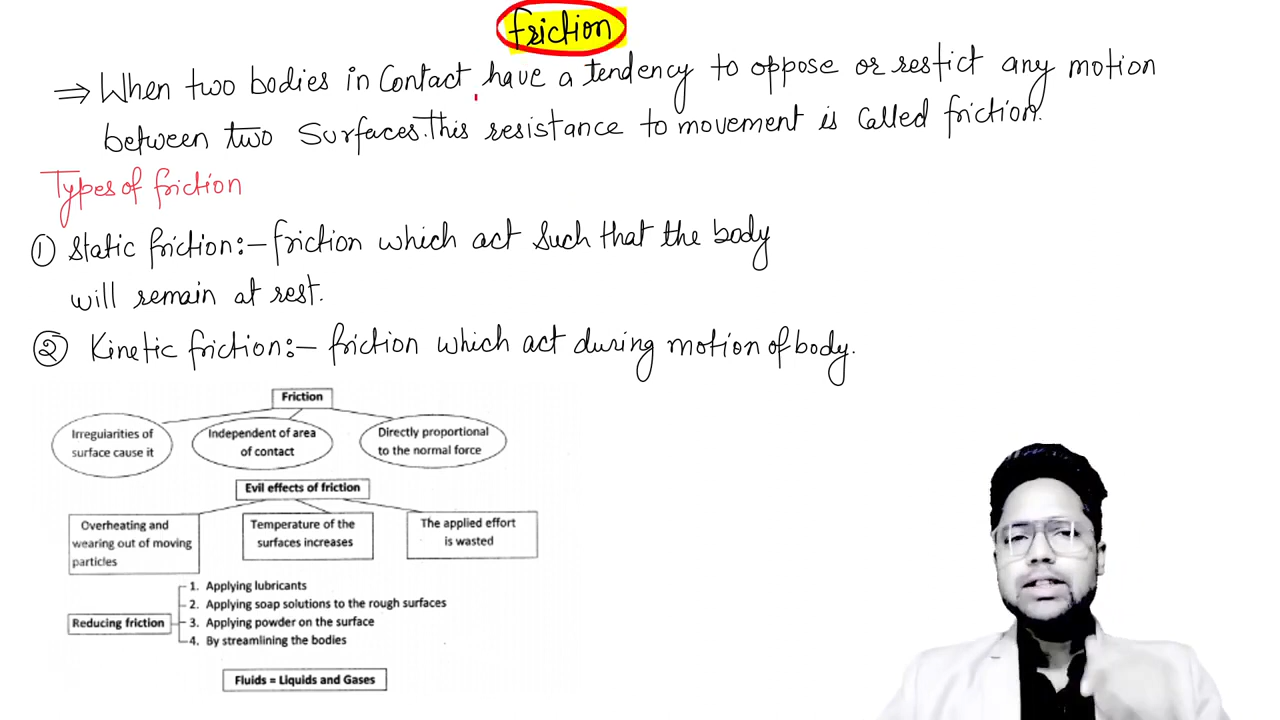 friction
⇒ When two bodies in Contact have a tendency to oppose or restict any motion
between two Surfaces.This resistance to movement is Called friction.
Types of friction
① Static friction:- friction which act Such that the body
will remain at rest.
② Kinetic friction:- friction which act during motion of body.
Friction
Irregularities of
surface cause it
Independent of area
of contact
Directly proportional
to the normal force
Evil effects of friction
Overheating and
wearing out of moving
particles
Temperature of the
surfaces increases
The applied effort
is wasted
Reducing friction
1. Applying lubricants
2. Applying soap solutions to the rough surfaces
3. Applying powder on the surface
4. By streamlining the bodies
Fluids = Liquids and Gases